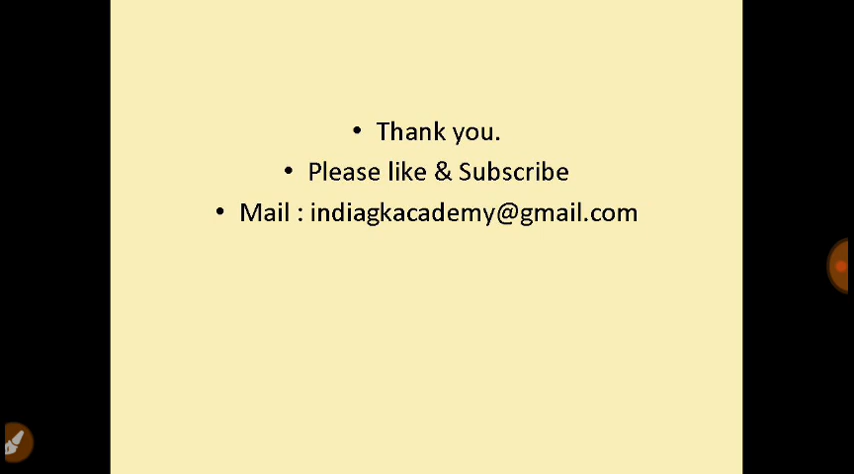 • Thank you.
• Please like & Subscribe
• Mail : indiagkacademy@gmail.com